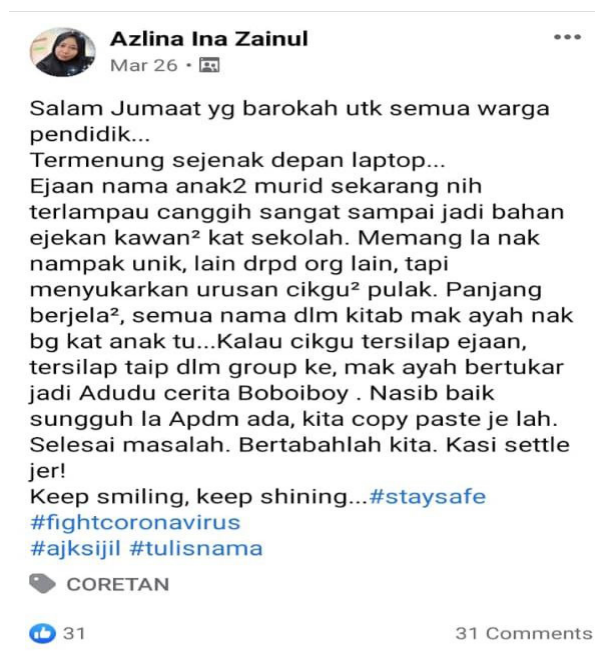 Azlina Ina Zainul
Mar 26 •
Salam Jumaat yg barokah utk semua warga
pendidik...
Termenung sejenak depan laptop...
Ejaan nama anak2 murid sekarang nih
terlampau canggih sangat sampai jadi bahan
ejekan kawan² kat sekolah. Memang la nak
nampak unik, lain drpd org lain, tapi
menyukarkan urusan cikgu² pulak. Panjang
berjela², semua nama dlm kitab mak ayah nak
bg kat anak tu...Kalau cikgu tersilap ejaan,
tersilap taip dlm group ke, mak ayah bertukar
jadi Adudu cerita Boboiboy . Nasib baik
sungguh la Apdm ada, kita copy paste je lah.
Selesai masalah. Bertabahlah kita. Kasi settle
jer!
Keep smiling, keep shining...#staysafe
#fightcoronavirus
#ajksijil #tulisnama
CORETAN
31
31 Comments